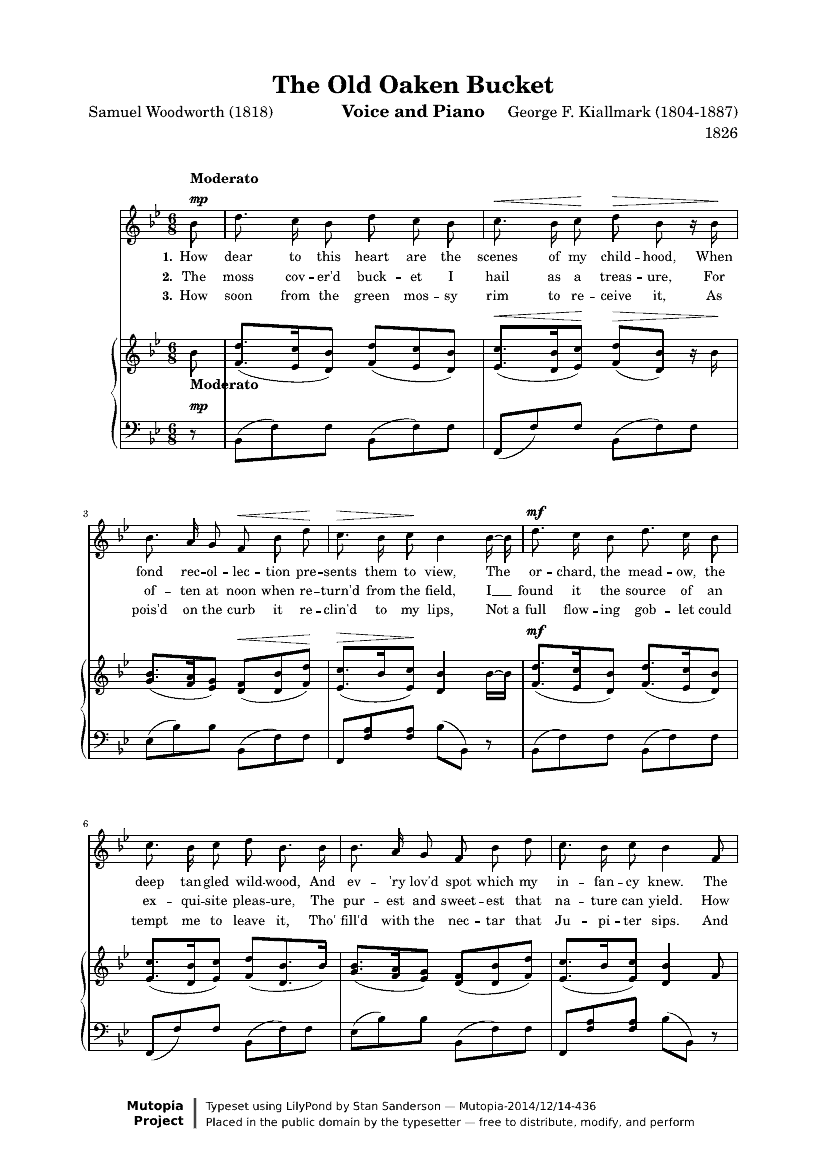 The Old Oaken Bucket
Samuel Woodworth (1818) Voice and Piano George F. Kiallmark (1804-1887)
1826
Moderato
mp
1. How dear to this heart are the scenes of my child - hood, When
2. The moss cov - er'd buck - et I hail as a treas - ure, For
3. How soon from the green mos - sy rim to re - ceive it, As
Moderato
mp
3
mf
fond rec - ol - lec - tion pre - sents them to view, The or - chard, the mead - ow, the
of - ten at noon when re - turn'd from the field, I__ found it the source of an
pois'd on the curb it re - clin'd to my lips, Not a full flow - ing gob - let could
mf
6
deep tangled wild-wood, And ev - 'ry lov'd spot which my in - fan - cy knew. The
ex - qui-site pleas-ure, The pur - est and sweet - est that na - ture can yield. How
tempt me to leave it, Tho' fill'd with the nec - tar that Ju - pi - ter sips. And
Mutopia Project
Typeset using LilyPond by Stan Sanderson — Mutopia-2014/12/14-436
Placed in the public domain by the typesetter — free to distribute, modify, and perform